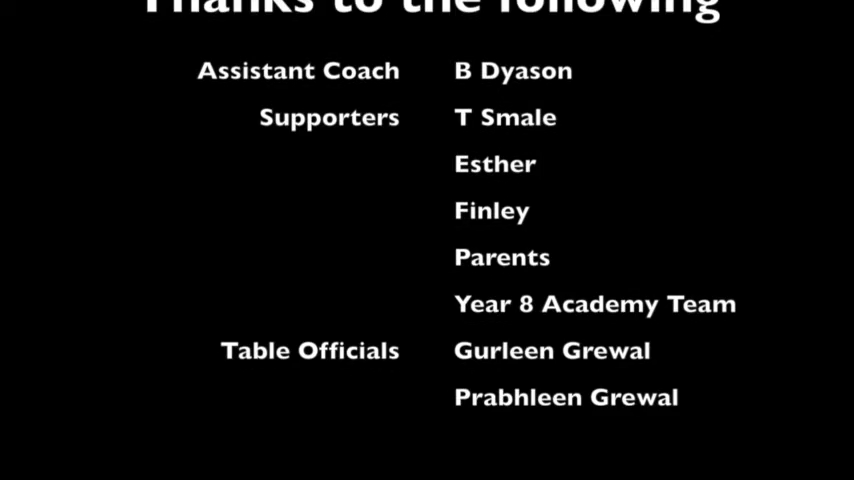 Thanks to the following
Assistant Coach B Dyason
Supporters T Smale
Esther
Finley
Parents
Year 8 Academy Team
Table Officials Gurleen Grewal
Prabhleen Grewal